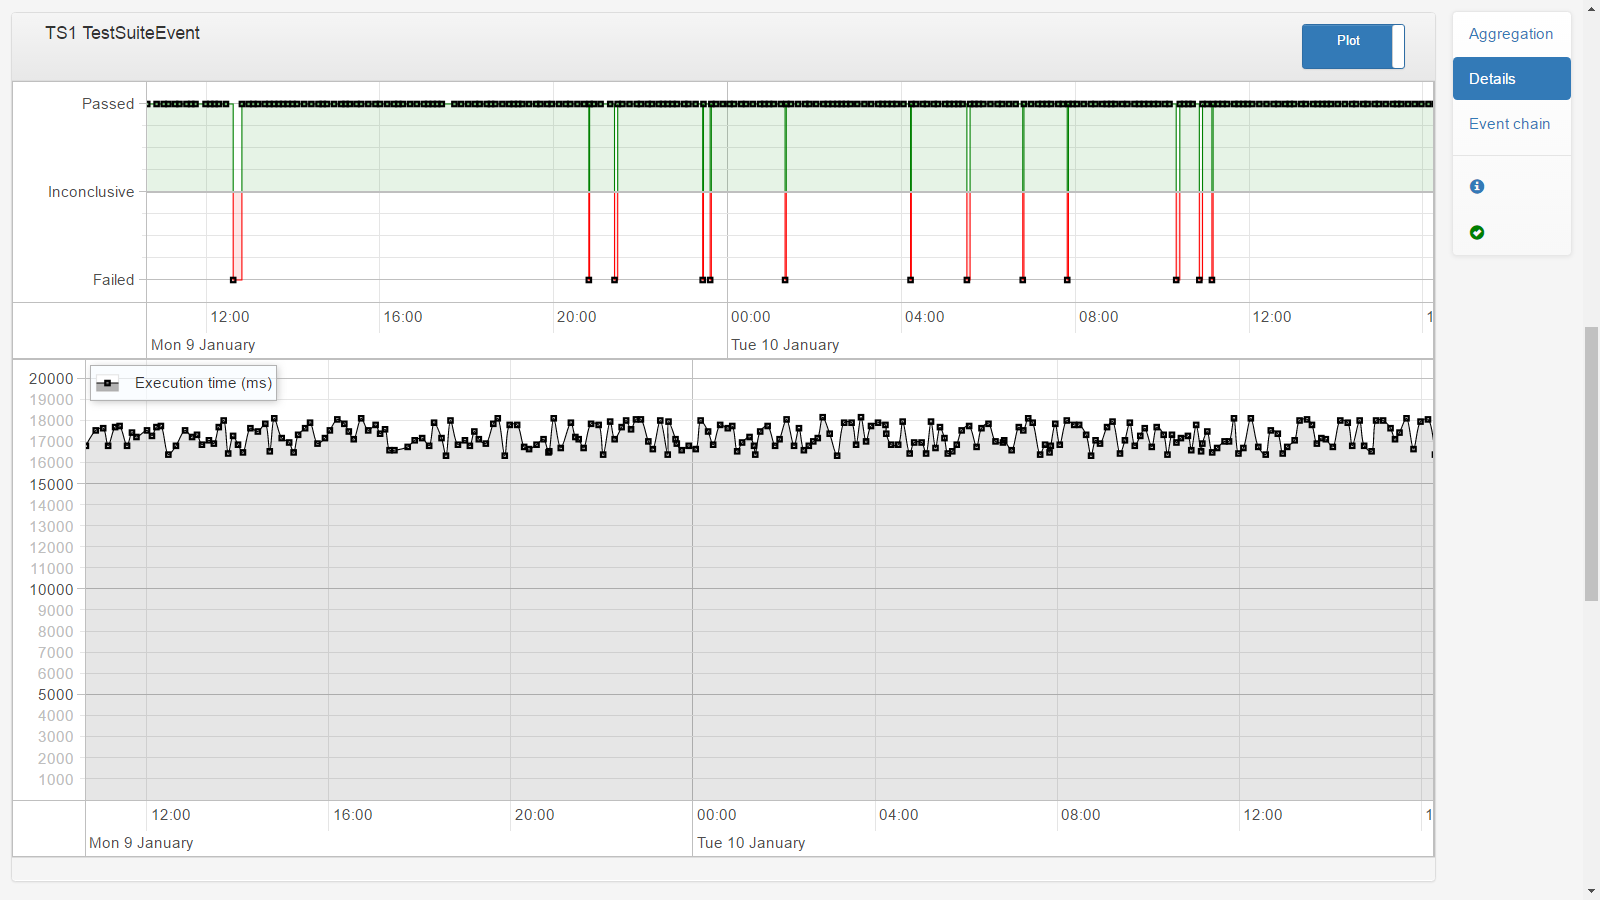 TS1 TestSuiteEvent
Plot
Aggregation
Details
Event chain
Passed
Inconclusive
Failed
12:00 16:00 20:00 00:00 04:00 08:00 12:00 1
Mon 9 January Tue 10 January
Execution time (ms)
20000
19000
18000
17000
16000
15000
14000
13000
12000
11000
10000
9000
8000
7000
6000
5000
4000
3000
2000
1000
12:00 16:00 20:00 00:00 04:00 08:00 12:00 1
Mon 9 January Tue 10 January